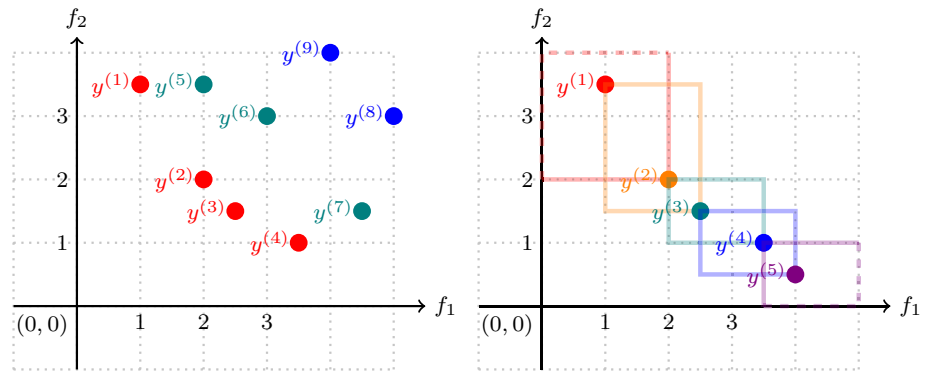 f₂
y⁽⁹⁾
y⁽¹⁾
y⁽⁵⁾
y⁽⁶⁾
y⁽⁸⁾
3
y⁽²⁾
2
y⁽³⁾
y⁽⁷⁾
y⁽⁴⁾
1
f₁
(0, 0)
1 2 3
f₂
y⁽¹⁾
3
y⁽²⁾
2
y⁽³⁾
y⁽⁴⁾
1
y⁽⁵⁾
f₁
(0, 0)
1 2 3